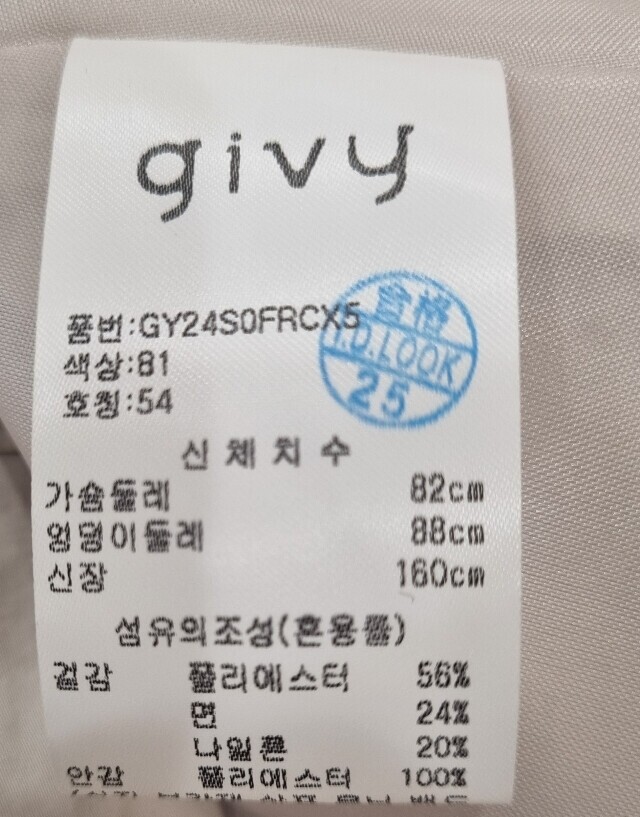 givy
合格
I.D.LOOK
25
품번:GY24S0FRCX5
색상:81
호칭:54
신체치수
가슴둘레 82cm
엉덩이둘레 88cm
신장 160cm
섬유의조성(혼용률)
겉감 폴리에스터 56%
면 24%
나일론 20%
안감 폴리에스터 100%